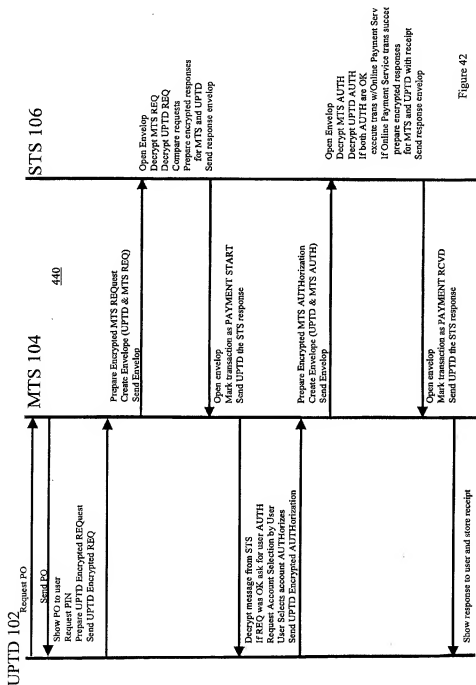 UPTD 102
MTS 104
STS 106
440
Request PO
Send PO
Show PO to user
Request PIN
Prepare UPTD Encrypted REQuest
Send UPTD Encrypted REQ
Prepare Encrypted MTS REQuest
Create Envelope (UPTD & MTS REQ)
Send Envelop
Open Envelop
Decrypt MTS REQ
Decrypt UPTD REQ
Compare requests
Prepare encrypted responses
for MTS and UPTD
Send response envelop
Open envelop
Mark transaction as PAYMENT START
Send UPTD the STS response
Decrypt message from STS
If REQ was OK ask for user AUTH
Request Account Selection by User
User Selects account AUTHorizes
Send UPTD Encrypted AUTHorization
Prepare Encrypted MTS AUTHorization
Create Envelope (UPTD & MTS AUTH)
Send Envelop
Open Envelop
Decrypt MTS AUTH
Decrypt UPTD AUTH
If both AUTH are OK
execute trans w/Online Payment Serv
If Online Payment Service trans succee
prepare encrypted responses
for MTS and UPTD with receipt
Send response envelop
Open envelop
Mark transaction as PAYMENT RCVD
Send UPTD the STS response
Show response to user and store receipt
Figure 42